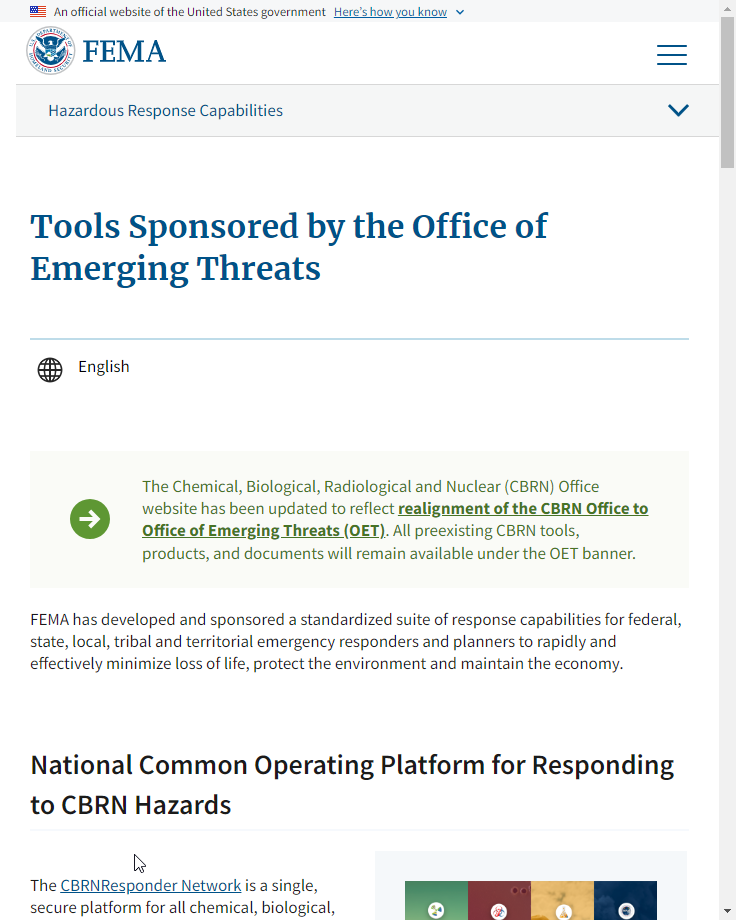 An official website of the United States government Here's how you know
FEMA
Hazardous Response Capabilities
Tools Sponsored by the Office of
Emerging Threats
English
The Chemical, Biological, Radiological and Nuclear (CBRN) Office
website has been updated to reflect realignment of the CBRN Office to
Office of Emerging Threats (OET). All preexisting CBRN tools,
products, and documents will remain available under the OET banner.
FEMA has developed and sponsored a standardized suite of response capabilities for federal,
state, local, tribal and territorial emergency responders and planners to rapidly and
effectively minimize loss of life, protect the environment and maintain the economy.
National Common Operating Platform for Responding
to CBRN Hazards
The CBRNResponder Network is a single,
secure platform for all chemical, biological,